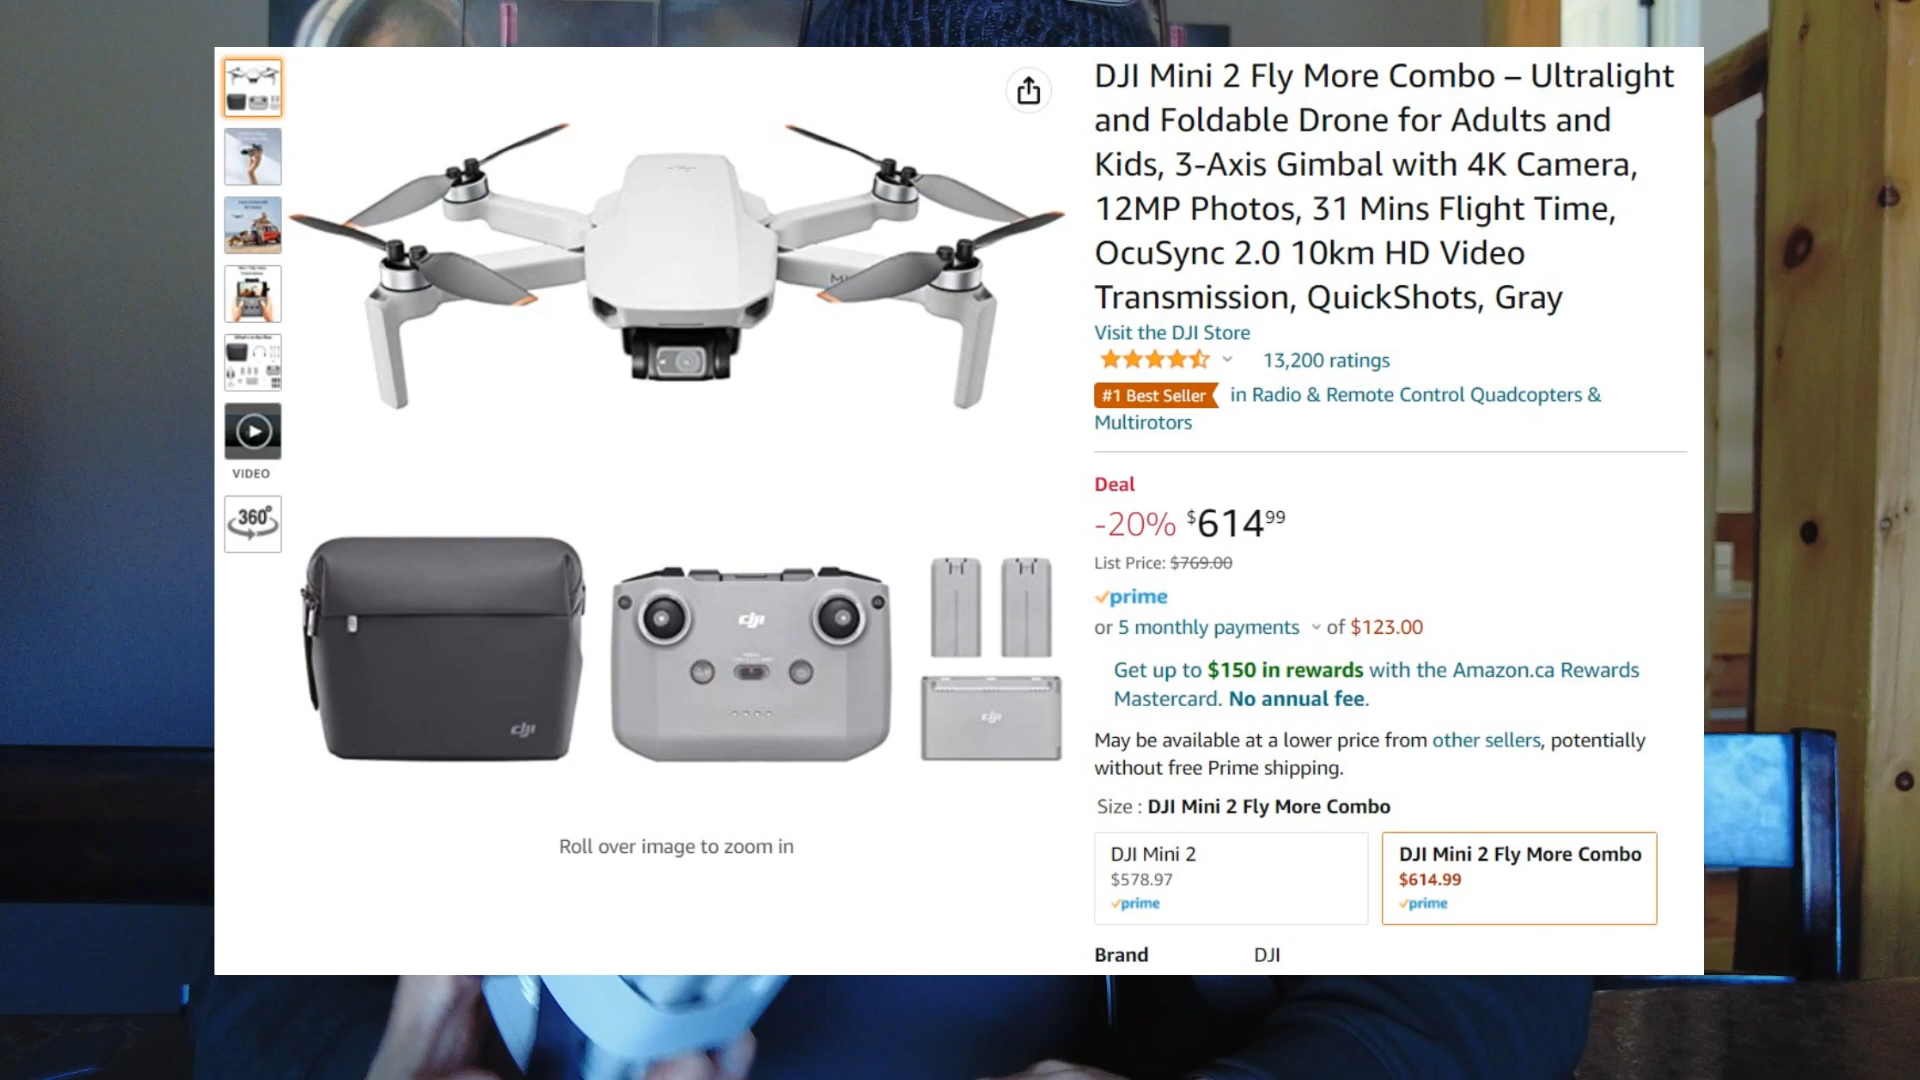 DJI Mini 2 Fly More Combo – Ultralight
and Foldable Drone for Adults and
Kids, 3-Axis Gimbal with 4K Camera,
12MP Photos, 31 Mins Flight Time,
OcuSync 2.0 10km HD Video
Transmission, QuickShots, Gray
Visit the DJI Store
13,200 ratings
#1 Best Seller in Radio & Remote Control Quadcopters &
Multirotors
VIDEO
360°
Deal
-20% $614.99
List Price: $769.00
prime
or 5 monthly payments of $123.00
Get up to $150 in rewards with the Amazon.ca Rewards
Mastercard. No annual fee.
May be available at a lower price from other sellers, potentially
without free Prime shipping.
Size : DJI Mini 2 Fly More Combo
DJI Mini 2
$578.97
prime
DJI Mini 2 Fly More Combo
$614.99
prime
Brand DJI
dji
dji
dji
Roll over image to zoom in